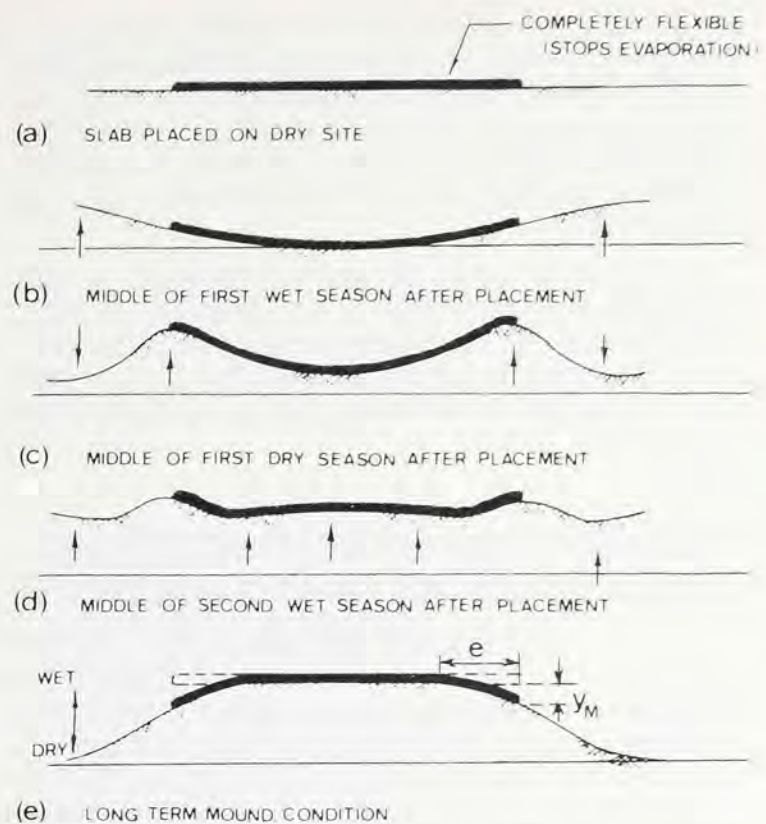 COMPLETELY FLEXIBLE
(STOPS EVAPORATION)
(a) SLAB PLACED ON DRY SITE
(b) MIDDLE OF FIRST WET SEASON AFTER PLACEMENT
(c) MIDDLE OF FIRST DRY SEASON AFTER PLACEMENT
(d) MIDDLE OF SECOND WET SEASON AFTER PLACEMENT
e
WET
yM
DRY
(e) LONG TERM MOUND CONDITION